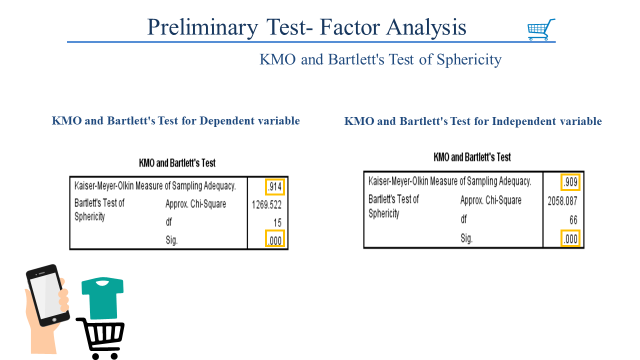 Preliminary Test- Factor Analysis
KMO and Bartlett's Test of Sphericity
KMO and Bartlett's Test for Dependent variable
KMO and Bartlett's Test
Kaiser-Meyer-Olkin Measure of Sampling Adequacy. .914
Bartlett's Test of Sphericity Approx. Chi-Square 1269.522
df 15
Sig. .000
KMO and Bartlett's Test for Independent variable
KMO and Bartlett's Test
Kaiser-Meyer-Olkin Measure of Sampling Adequacy. .909
Bartlett's Test of Sphericity Approx. Chi-Square 2058.087
df 66
Sig. .000